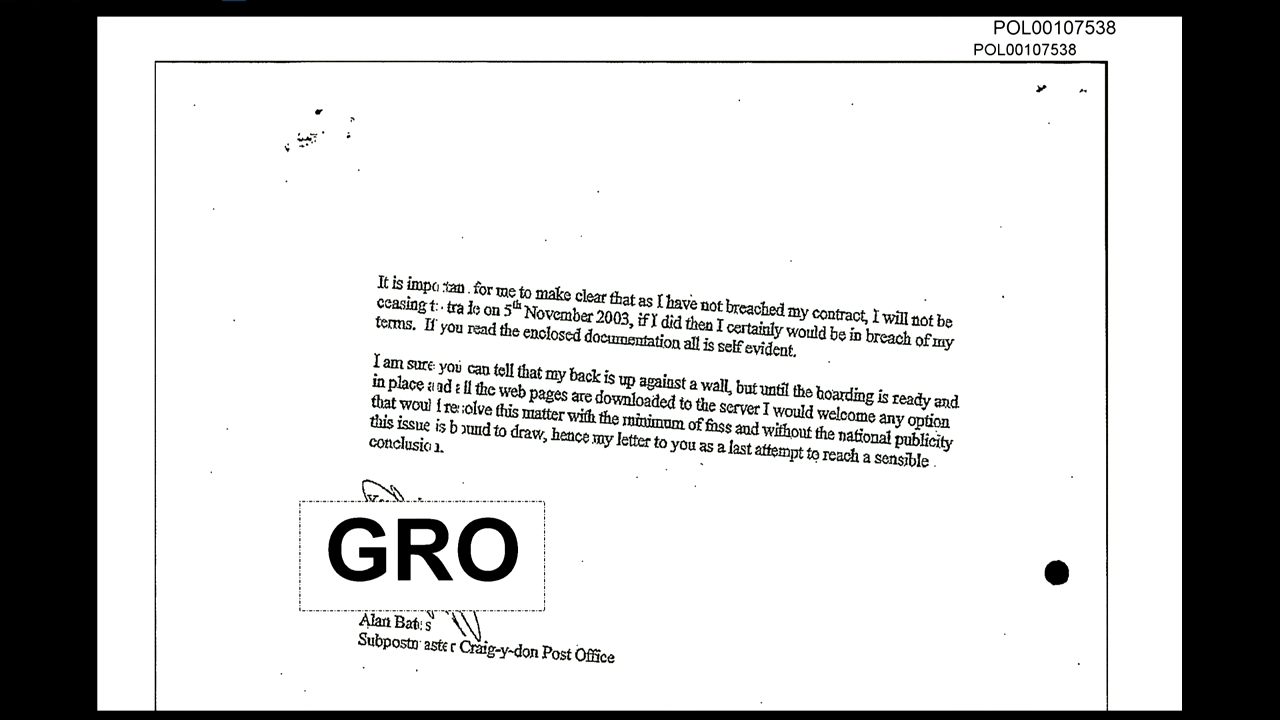 POL00107538
POL00107538
It is important for me to make clear that as I have not breached my contract, I will not be
ceasing to trade on 5th November 2003, if I did then I certainly would be in breach of my
terms. If you read the enclosed documentation all is self evident.
I am sure you can tell that my back is up against a wall, but until the hoarding is ready and
in place and all the web pages are downloaded to the server I would welcome any option
that would resolve this matter with the minimum of fuss and without the national publicity
this issue is bound to draw, hence my letter to you as a last attempt to reach a sensible
conclusion.
GRO
Alan Bates
Subpostmaster Craig-y-don Post Office